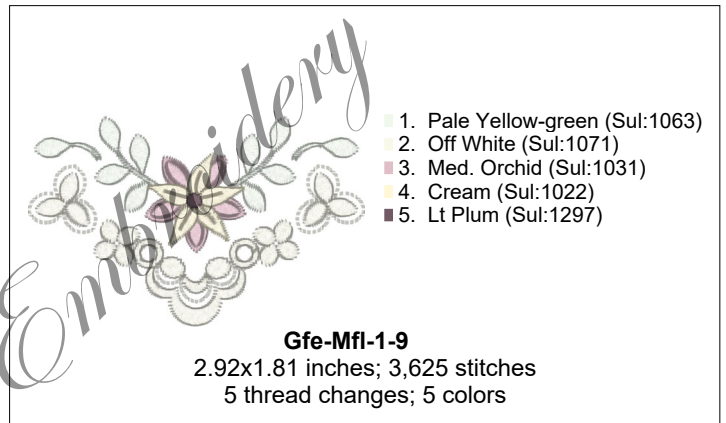 Embroidery
1. Pale Yellow-green (Sul:1063)
2. Off White (Sul:1071)
3. Med. Orchid (Sul:1031)
4. Cream (Sul:1022)
5. Lt Plum (Sul:1297)
Gfe-Mfl-1-9
2.92x1.81 inches; 3,625 stitches
5 thread changes; 5 colors